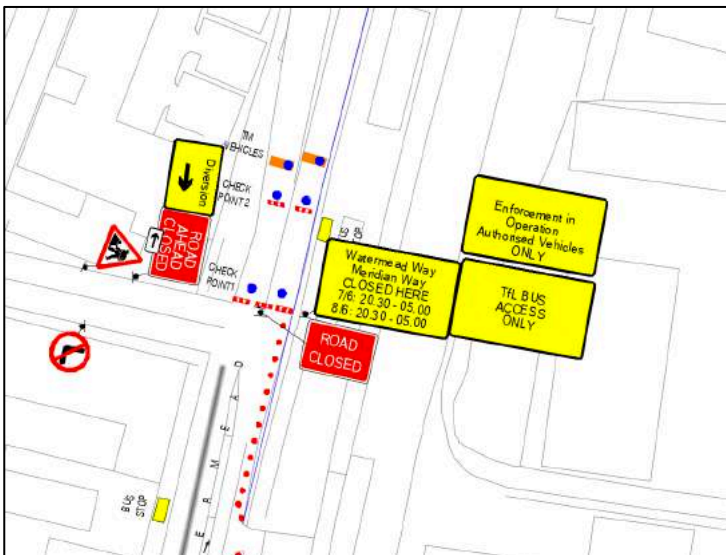 TM
VEHICLES
Diversion
CHECK
POINT 2
ROAD
AHEAD
CLOSED
CHECK
POINT1
Enforcement in
Operation
Authorised Vehicles
ONLY
Watermead Way
Meridian Way
CLOSED HERE
7/6: 20.30 - 05.00
8/6: 20.30 - 05.00
TfL BUS
ACCESS
ONLY
ROAD
CLOSED
BUS
STOP
E R M E A D